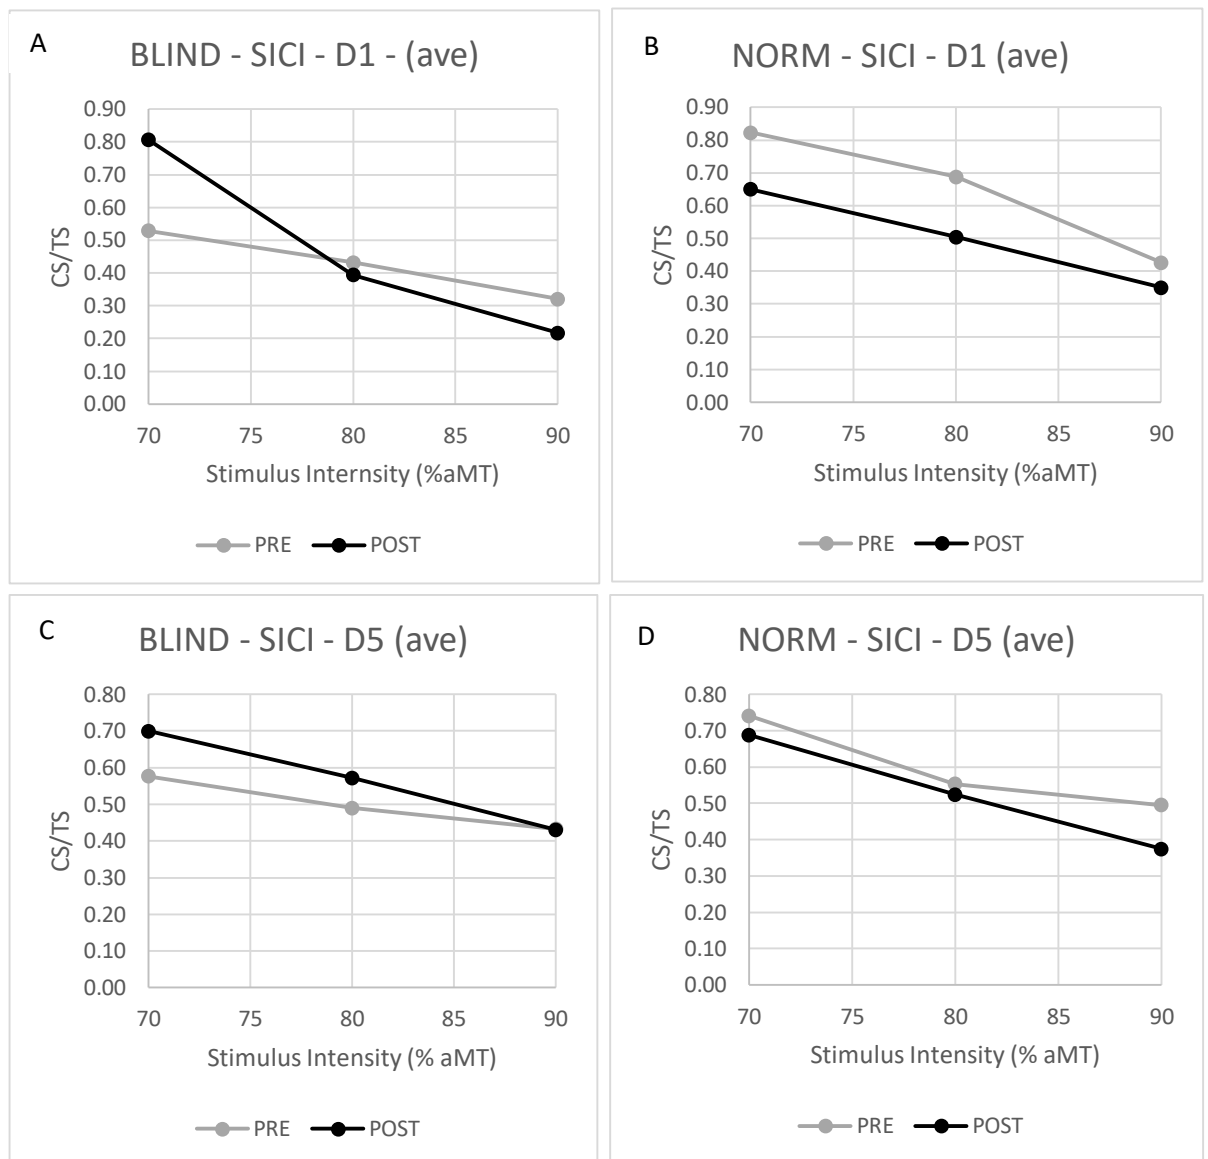 A
BLIND - SICI - D1 - (ave)
0.90
0.80
0.70
0.60
0.50
0.40
0.30
0.20
0.10
0.00
CS/TS
70 75 80 85 90
Stimulus Internsity (%aMT)
PRE POST
B
NORM - SICI - D1 (ave)
0.90
0.80
0.70
0.60
0.50
0.40
0.30
0.20
0.10
0.00
CS/TS
70 75 80 85 90
Stimulus Intensity (%aMT)
PRE POST
C
BLIND - SICI - D5 (ave)
0.80
0.70
0.60
0.50
0.40
0.30
0.20
0.10
0.00
CS/TS
70 75 80 85 90
Stimulus Intensity (% aMT)
PRE POST
D
NORM - SICI - D5 (ave)
0.80
0.70
0.60
0.50
0.40
0.30
0.20
0.10
0.00
CS/TS
70 75 80 85 90
Stimulus Intensity (% aMT)
PRE POST